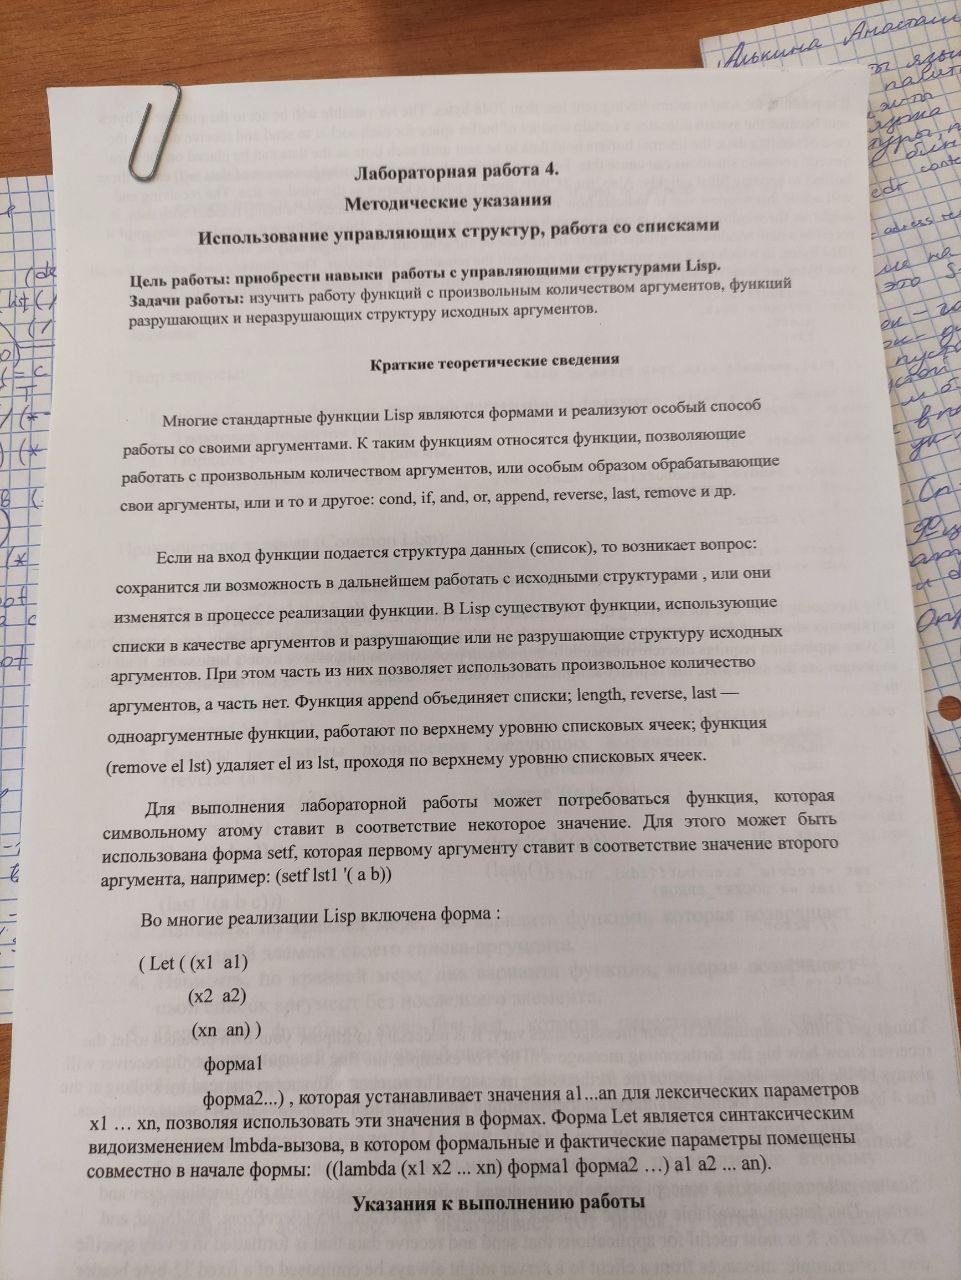 Лабораторная работа 4.
Методические указания
Использование управляющих структур, работа со списками
Цель работы: приобрести навыки работы с управляющими структурами Lisp.
Задачи работы: изучить работу функций с произвольным количеством аргументов, функций
разрушающих и неразрушающих структуру исходных аргументов.
Краткие теоретические сведения
Многие стандартные функции Lisp являются формами и реализуют особый способ
работы со своими аргументами. К таким функциям относятся функции, позволяющие
работать с произвольным количеством аргументов, или особым образом обрабатывающие
свои аргументы, или и то и другое: cond, if, and, or, append, reverse, last, remove и др.
Если на вход функции подается структура данных (список), то возникает вопрос:
сохранится ли возможность в дальнейшем работать с исходными структурами , или они
изменятся в процессе реализации функции. В Lisp существуют функции, использующие
списки в качестве аргументов и разрушающие или не разрушающие структуру исходных
аргументов. При этом часть из них позволяет использовать произвольное количество
аргументов, а часть нет. Функция append объединяет списки; length, reverse, last —
одноаргументные функции, работают по верхнему уровню списковых ячеек; функция
(remove el lst) удаляет el из lst, проходя по верхнему уровню списковых ячеек.
Для выполнения лабораторной работы может потребоваться функция, которая
символьному атому ставит в соответствие некоторое значение. Для этого может быть
использована форма setf, которая первому аргументу ставит в соответствие значение второго
аргумента, например: (setf lst1 '( a b))
Во многие реализации Lisp включена форма :
( Let ( (x1 a1)
(x2 a2)
(xn an) )
форма1
форма2...) , которая устанавливает значения a1...an для лексических параметров
x1 … xn, позволяя использовать эти значения в формах. Форма Let является синтаксическим
видоизменением lmbda-вызова, в котором формальные и фактические параметры помещены
совместно в начале формы: ((lambda (x1 x2 ... xn) форма1 форма2 …) a1 a2 ... an).
Указания к выполнению работы
Алькина